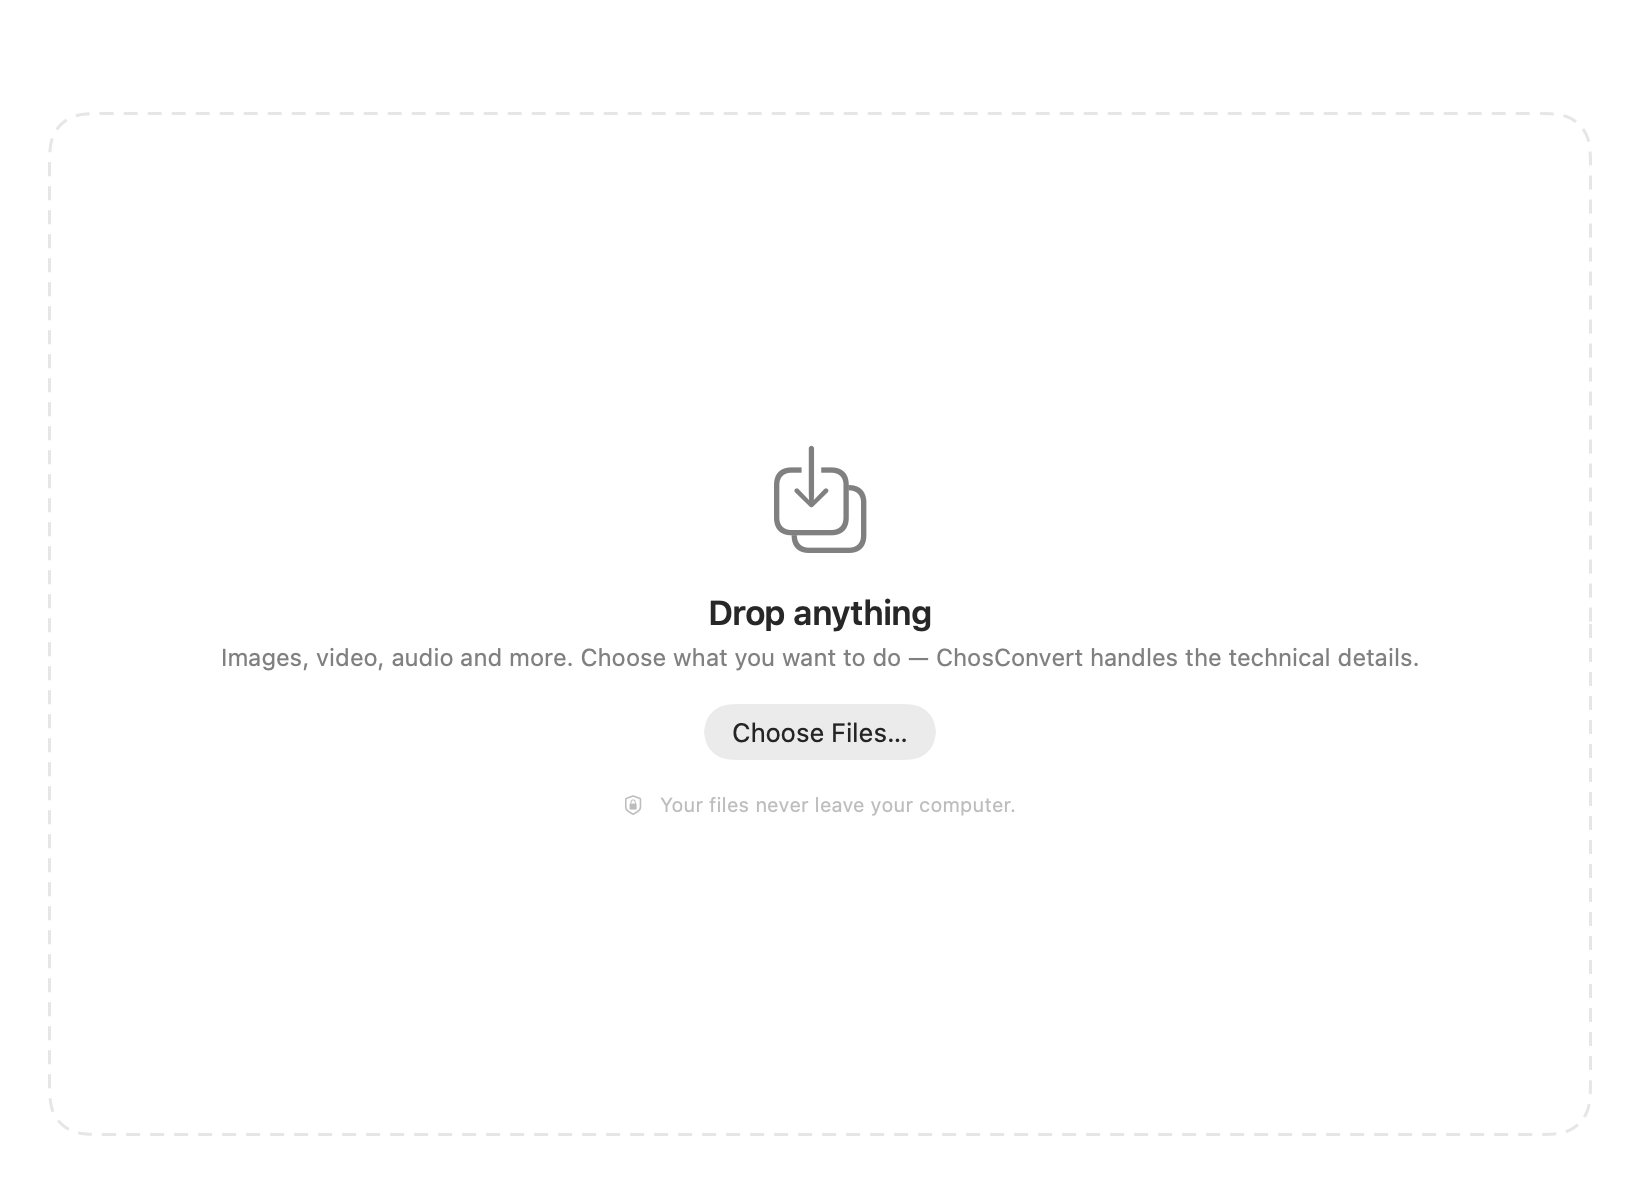 Drop anything
Images, video, audio and more. Choose what you want to do — ChosConvert handles the technical details.
Choose Files...
Your files never leave your computer.